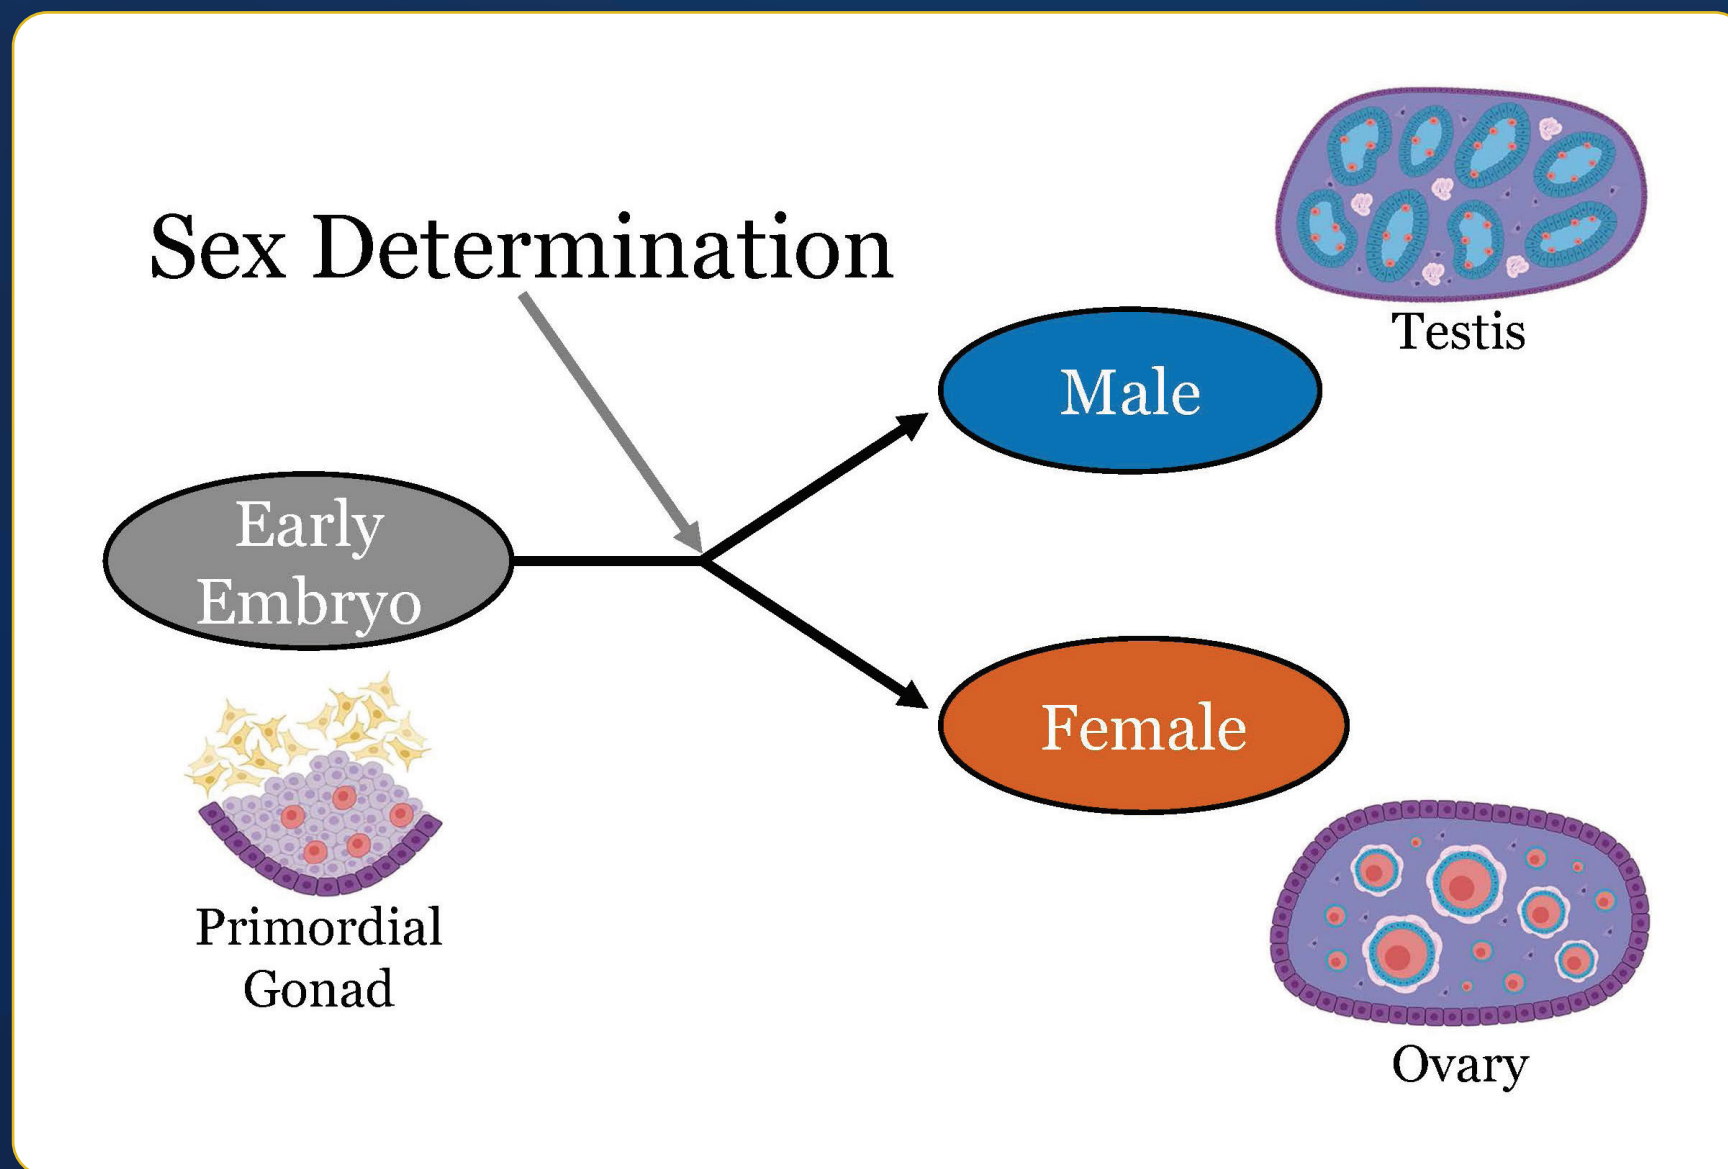 Sex Determination
Testis
Male
Early
Embryo
Female
Primordial
Gonad
Ovary